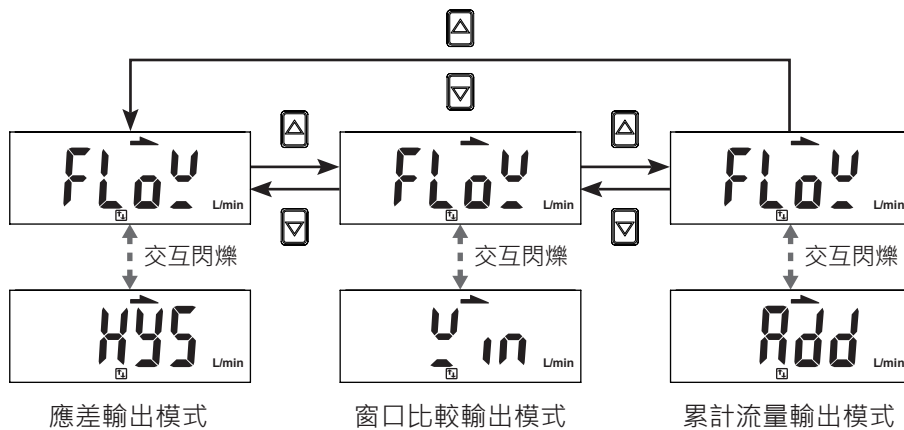 FLoW L/min FLoW L/min FLoW L/min
交互閃爍 交互閃爍 交互閃爍
HYS L/min Win L/min Add L/min
應差輸出模式 窗口比較輸出模式 累計流量輸出模式